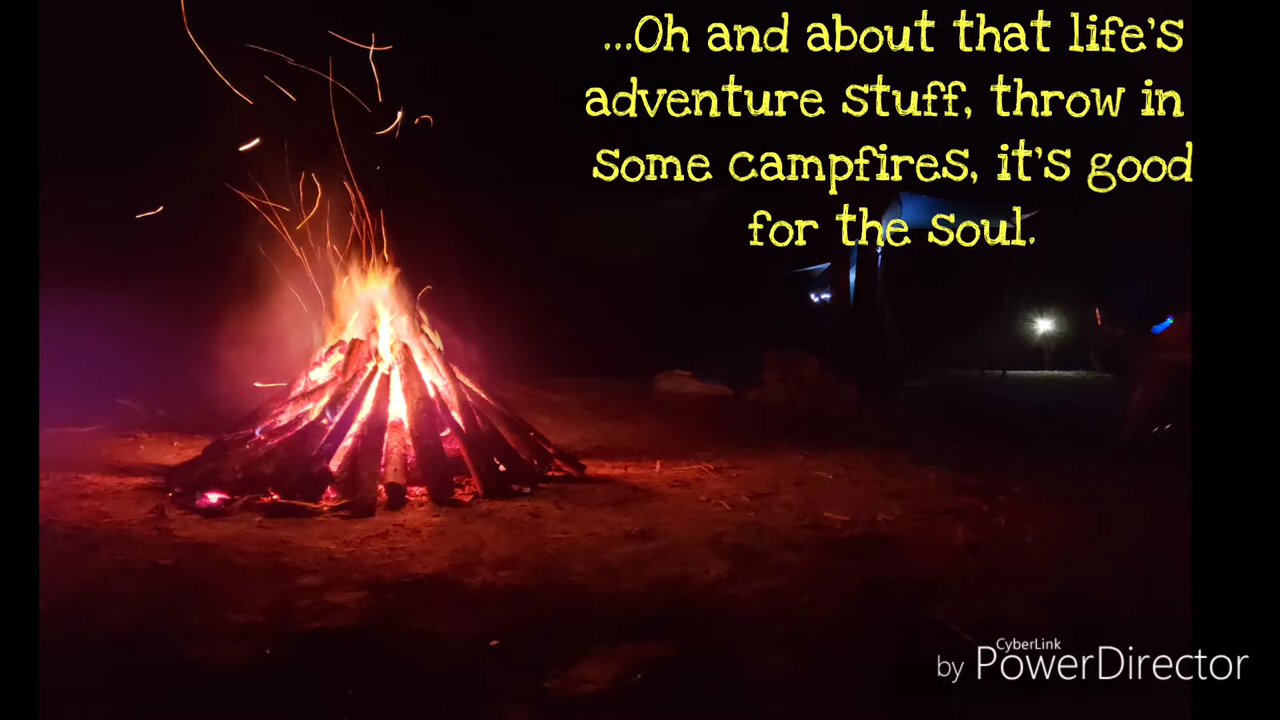 ...Oh and about that life's
adventure stuff, throw in
some campfires, it's good
for the soul.
CyberLink
by PowerDirector